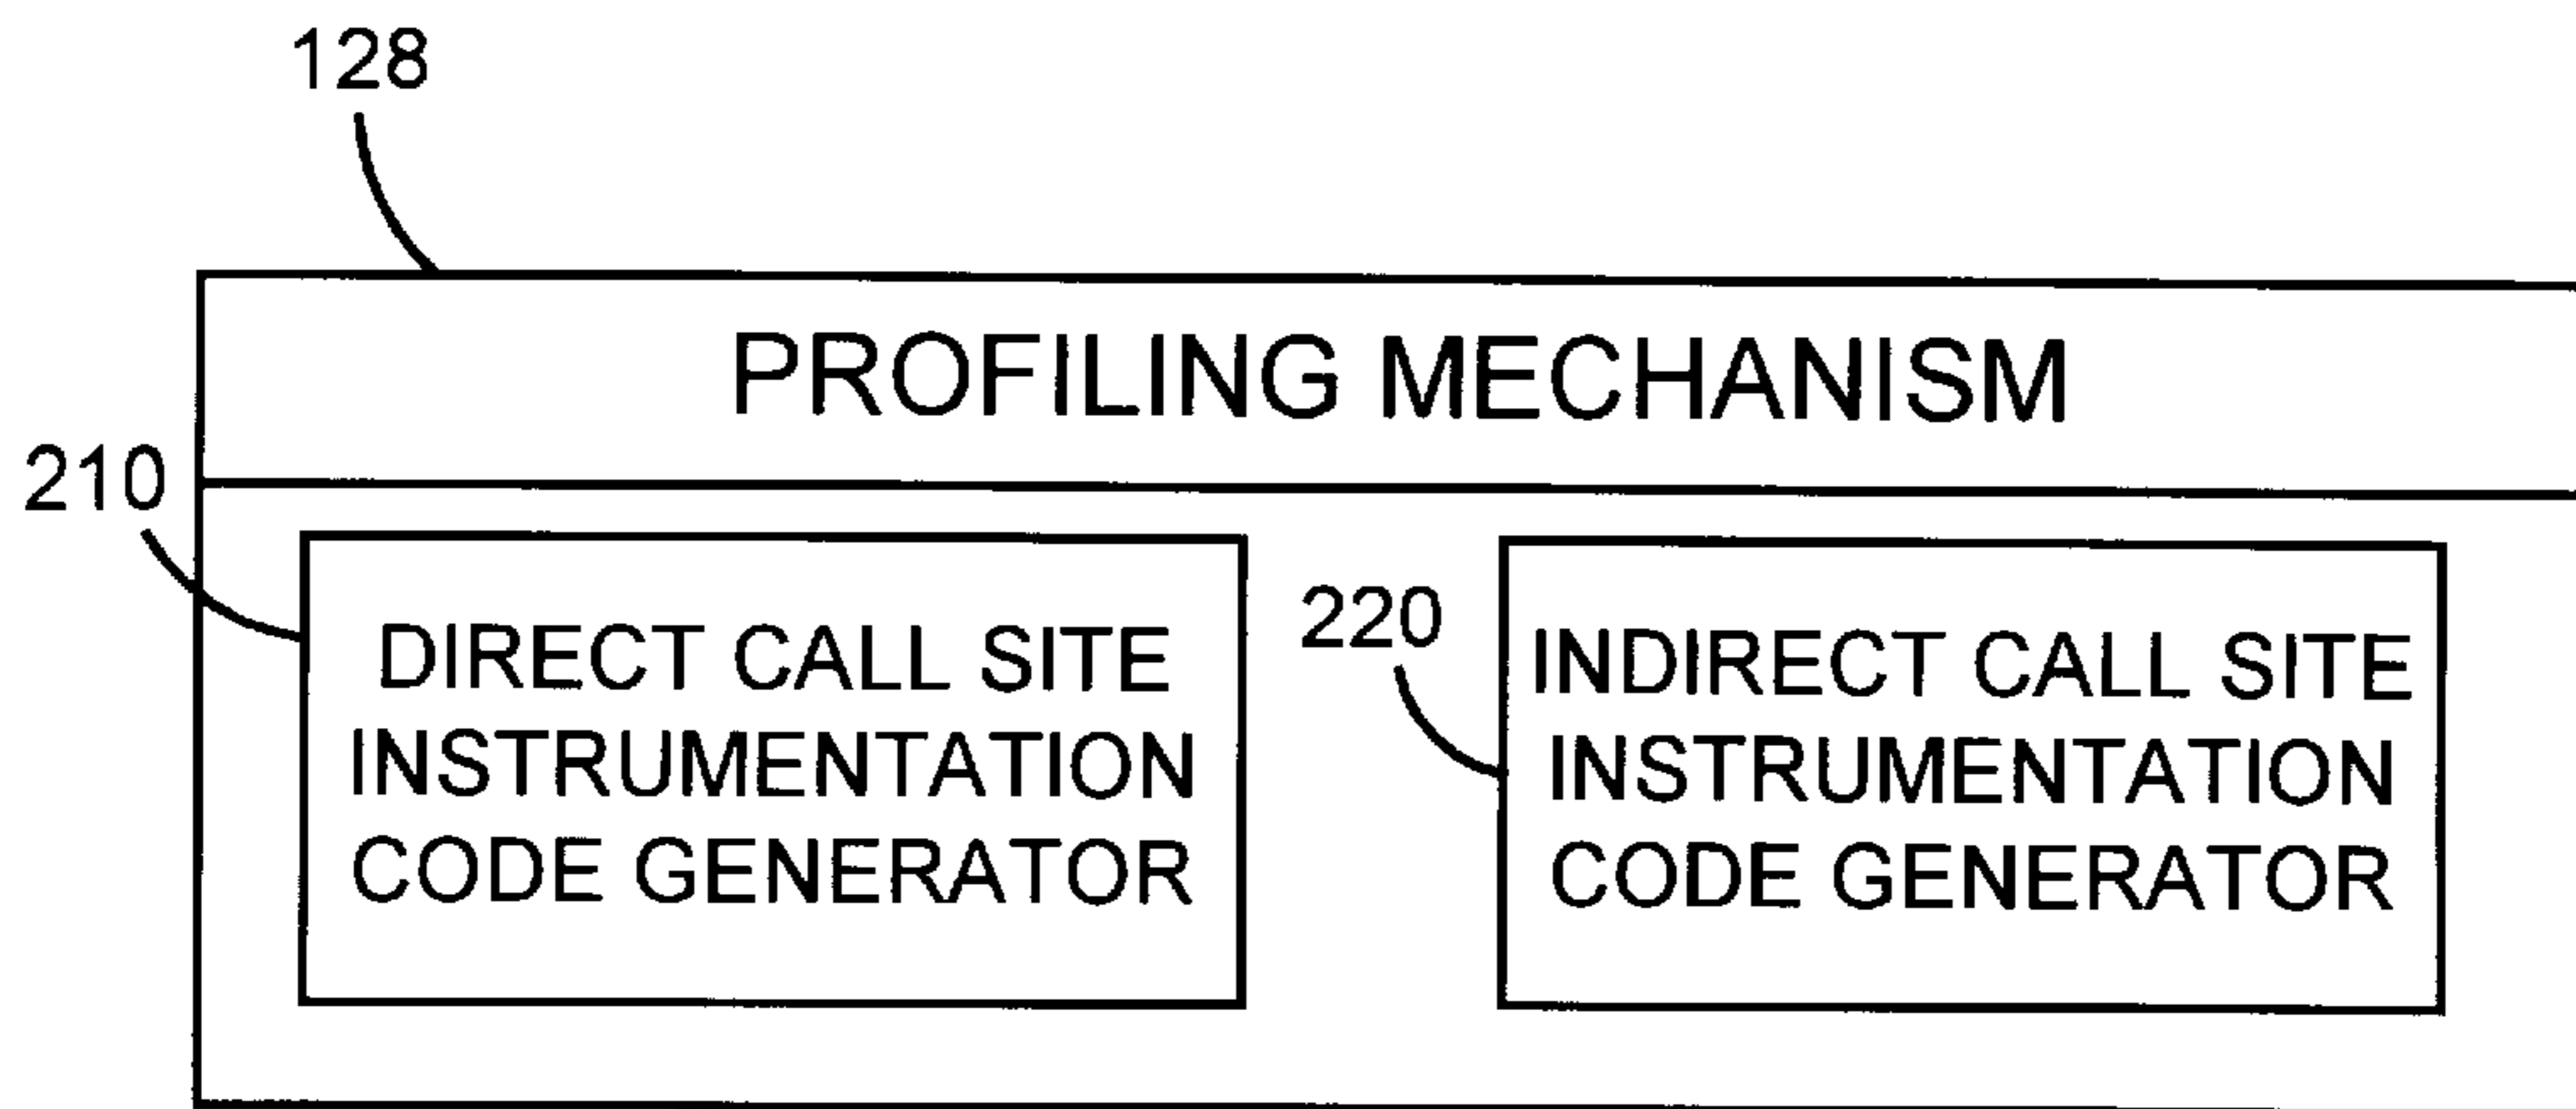 128
PROFILING MECHANISM
210
DIRECT CALL SITE
INSTRUMENTATION
CODE GENERATOR
220
INDIRECT CALL SITE
INSTRUMENTATION
CODE GENERATOR